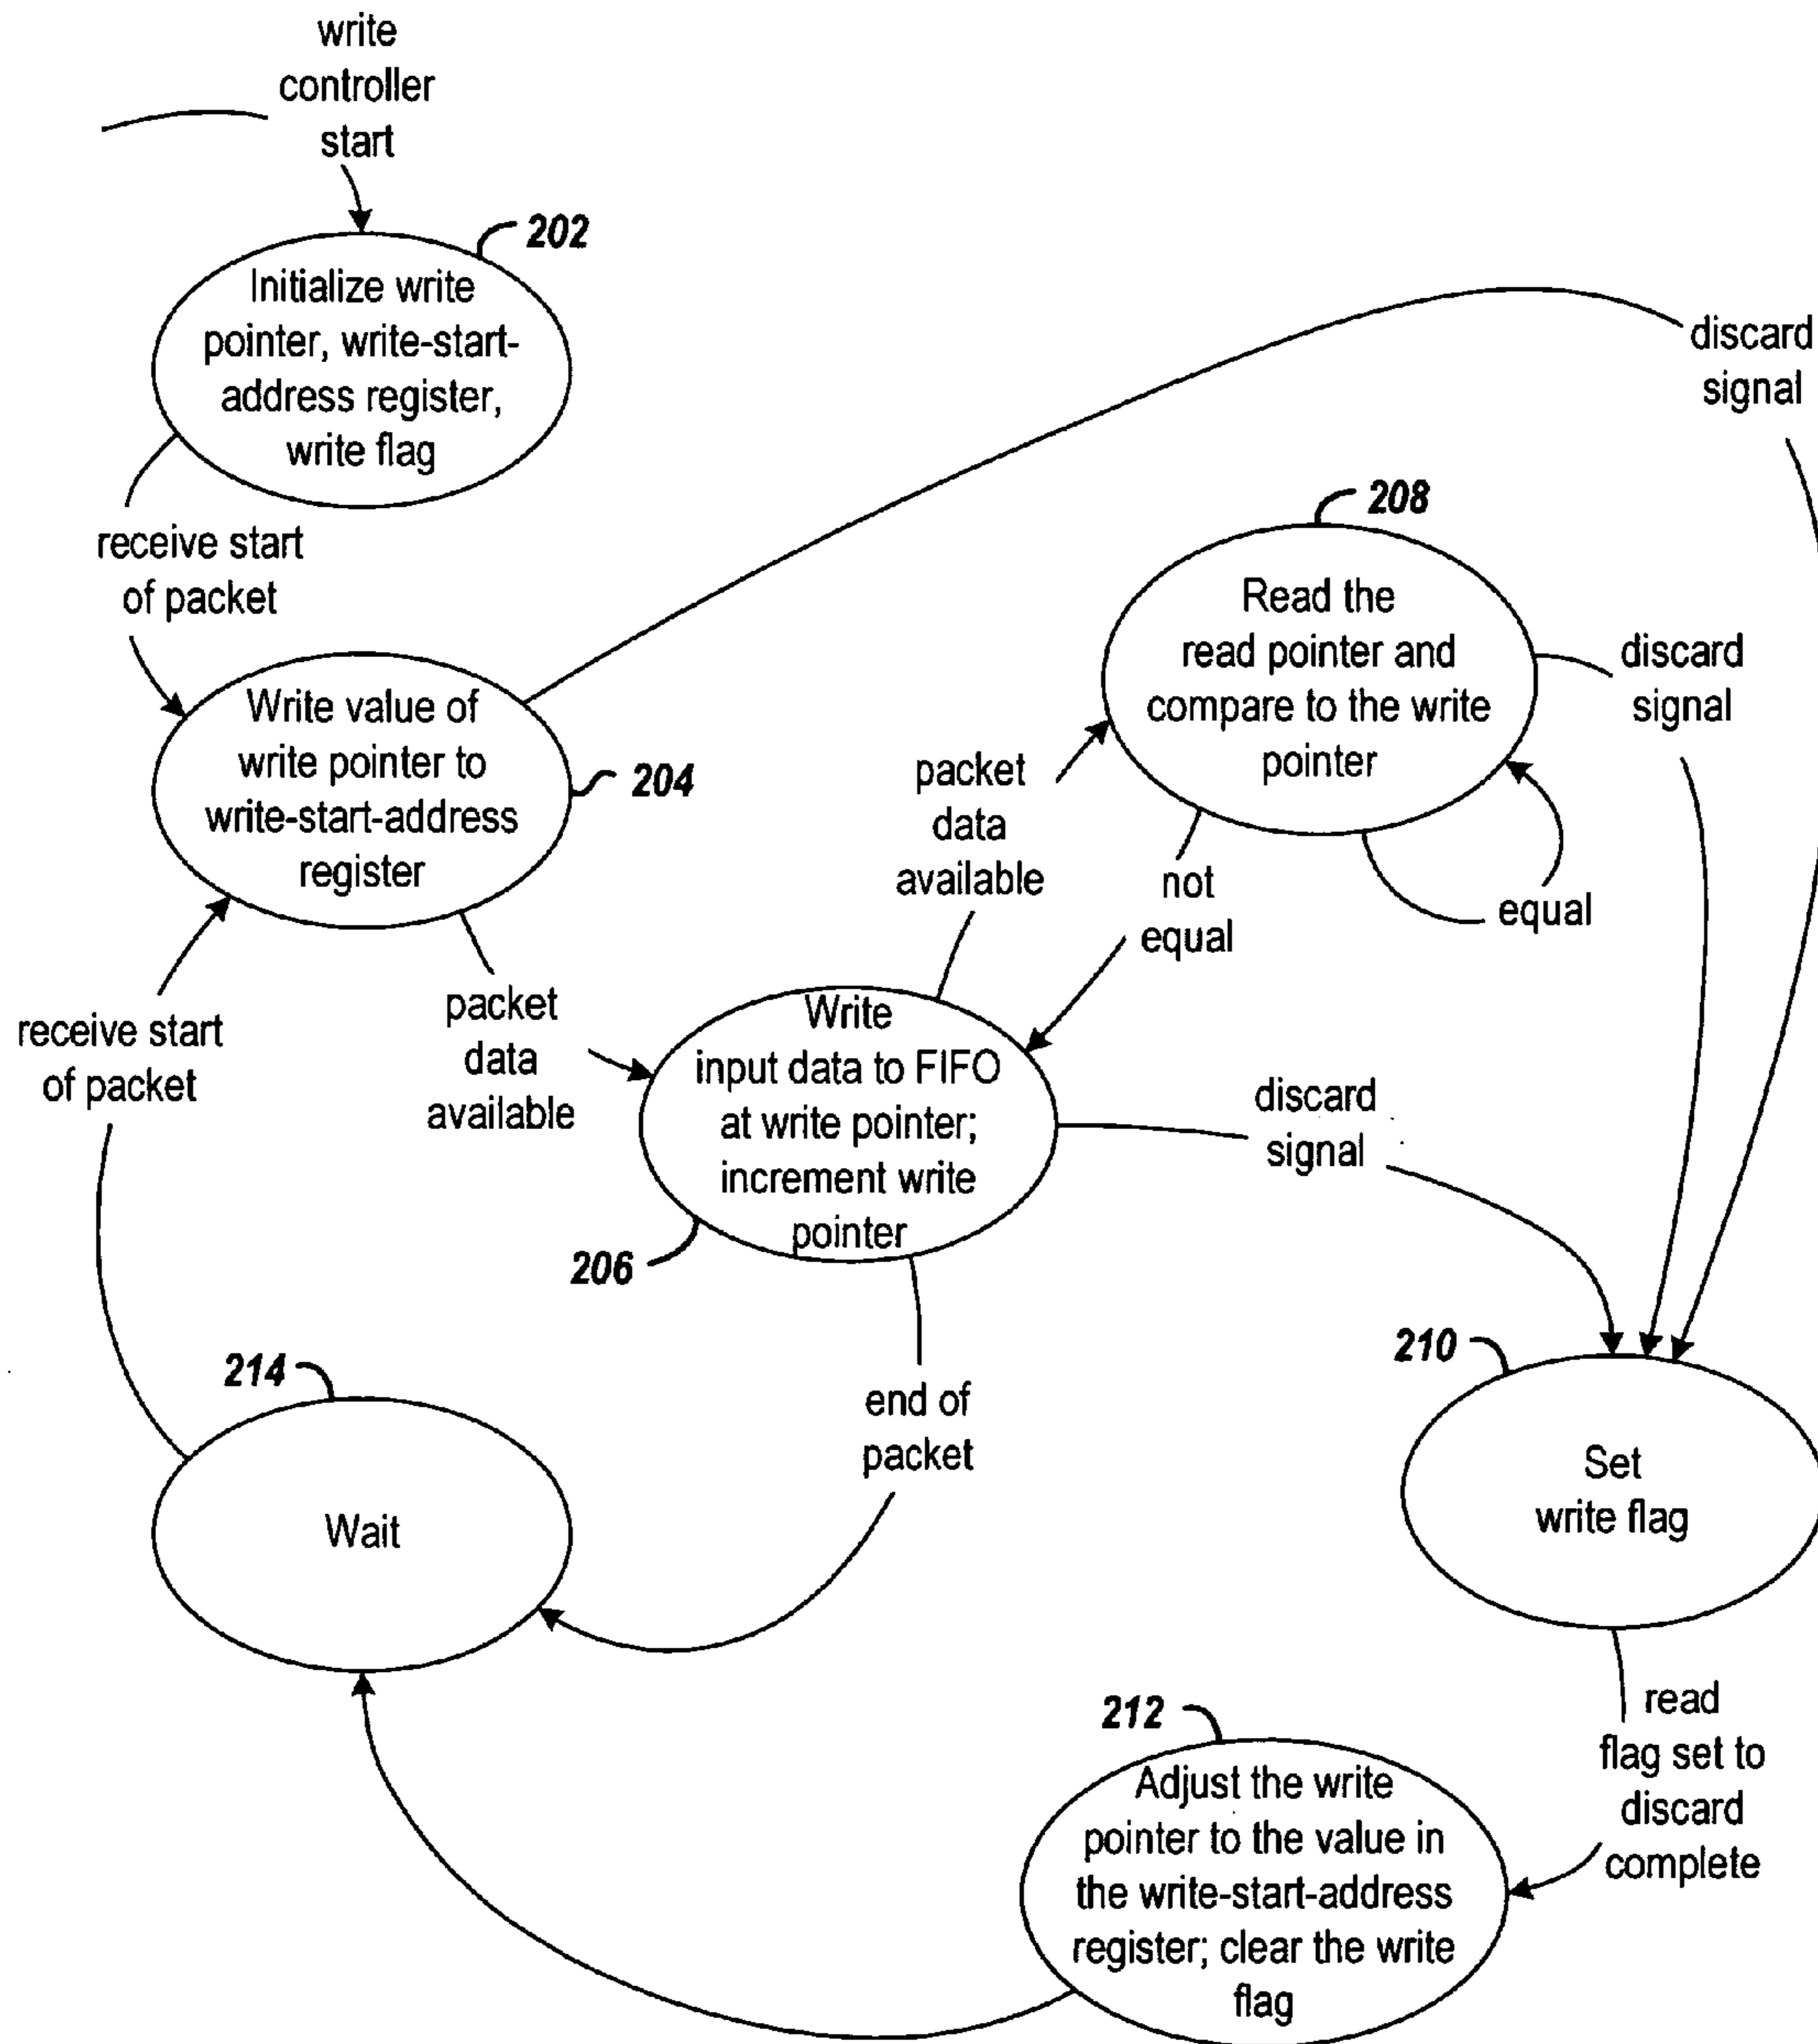 write
controller
start
202
Initialize write
pointer, write-start-
address register,
write flag
discard
signal
receive start
of packet
208
Read the
read pointer and
compare to the write
pointer
discard
signal
Write value of
write pointer to
write-start-address
register
204
packet
data
available
not
equal
equal
receive start
of packet
packet
data
available
Write
input data to FIFO
at write pointer;
increment write
pointer
206
discard
signal
210
Set
write flag
214
Wait
end of
packet
read
flag set to
discard
complete
212
Adjust the write
pointer to the value in
the write-start-address
register; clear the write
flag